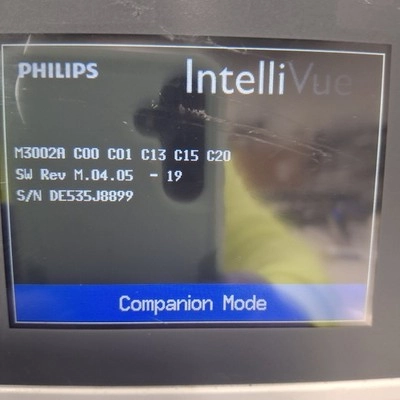 PHILIPS
IntelliVue
M3002A C00 C01 C13 C15 C20
SW Rev M.04.05 - 19
S/N DE535J8899
Companion Mode